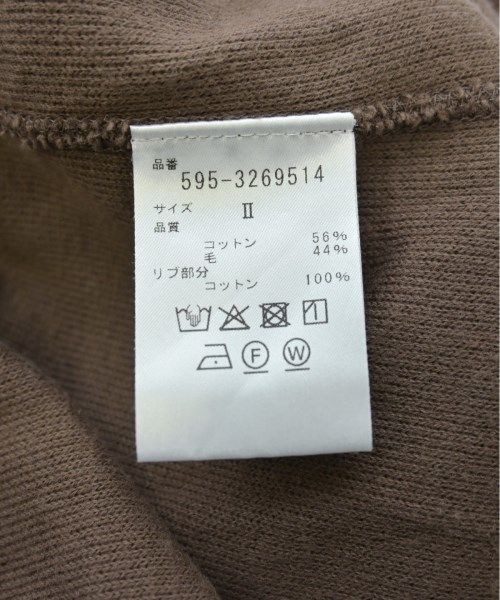 品番
595-3269514
サイズ Ⅱ
品質
コットン 56%
毛 44%
リブ部分
コットン 100%
F W